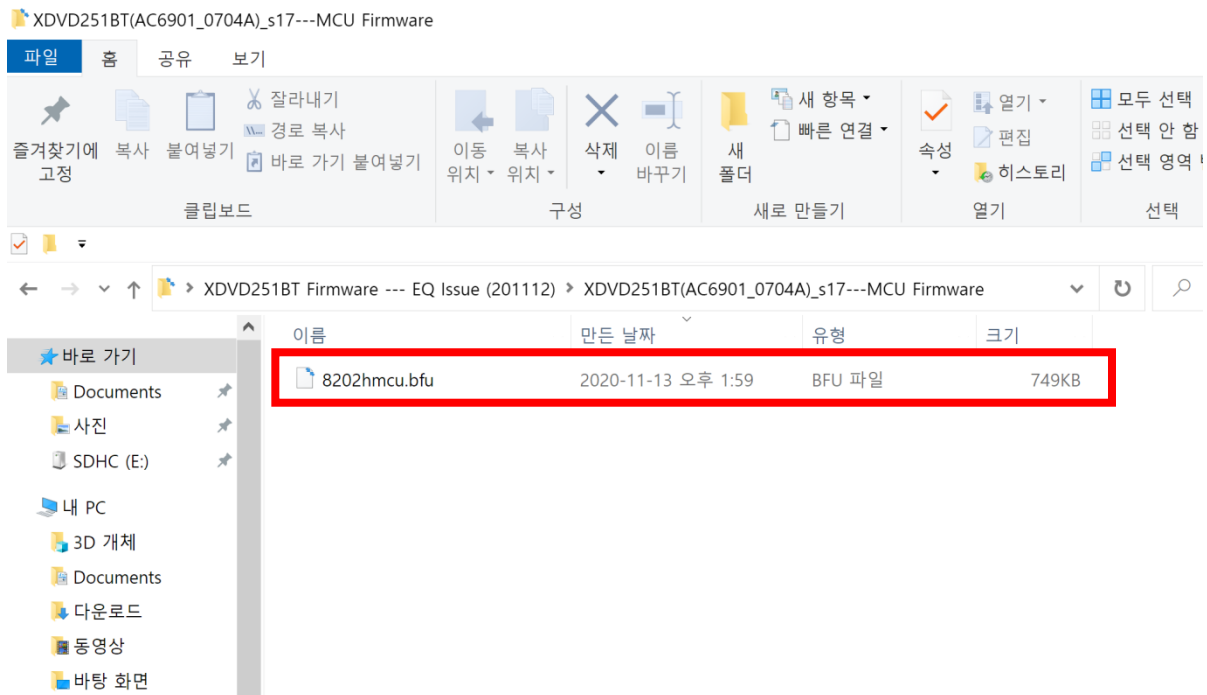 XDVD251BT(AC6901_0704A)_s17---MCU Firmware
파일 홈 공유 보기
즐겨찾기에 고정
복사
붙여넣기
잘라내기
경로 복사
바로 가기 붙여넣기
이동 위치
복사 위치
삭제
이름 바꾸기
새 폴더
새 항목
빠른 연결
속성
열기
편집
히스토리
모두 선택
선택 안 함
선택 영역
클립보드 구성 새로 만들기 열기 선택
XDVD251BT Firmware --- EQ Issue (201112) > XDVD251BT(AC6901_0704A)_s17---MCU Firmware
이름 만든 날짜 유형 크기
8202hmcu.bfu 2020-11-13 오후 1:59 BFU 파일 749KB
바로 가기
Documents
사진
SDHC (E:)
내 PC
3D 개체
Documents
다운로드
동영상
바탕 화면